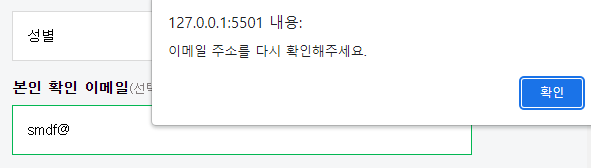 127.0.0.1:5501 내용:
이메일 주소를 다시 확인해주세요.
확인
성별
본인 확인 이메일(선택
smdf@